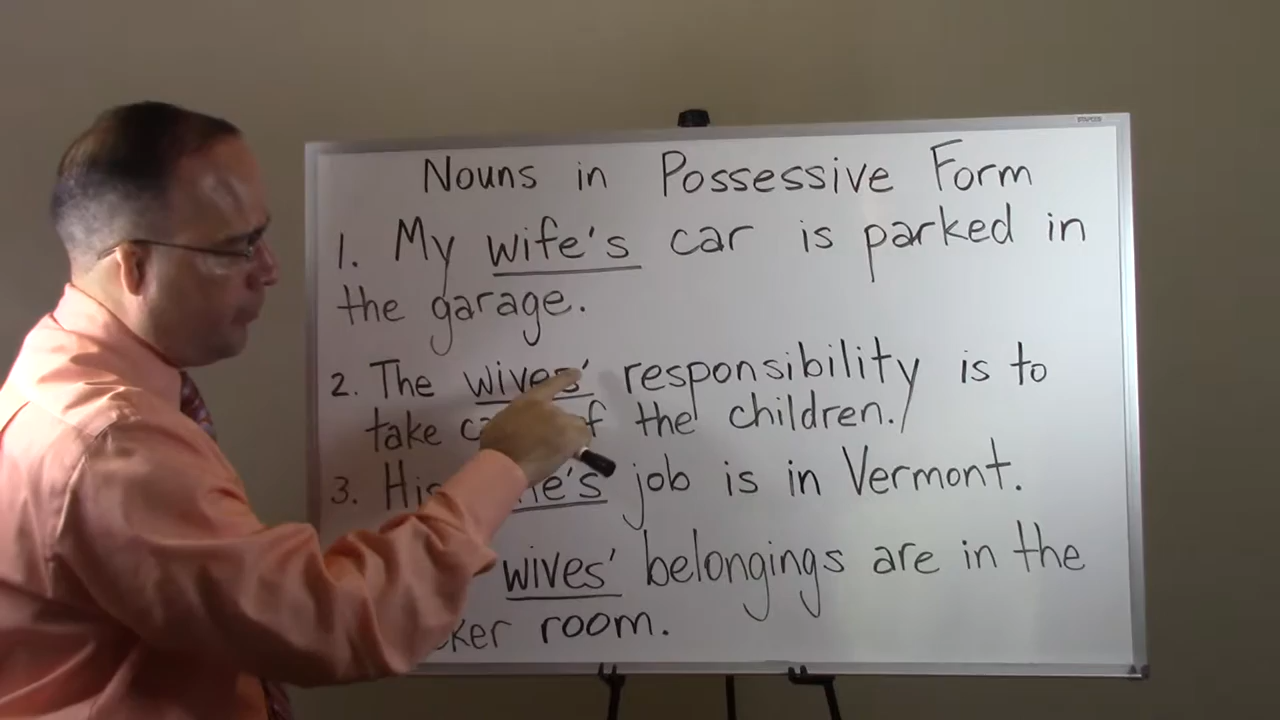 Nouns in Possessive Form
1. My wife's car is parked in
the garage.
2. The wives' responsibility is to
take the children.
3. job is in Vermont.
wives' belongings are in the
room.